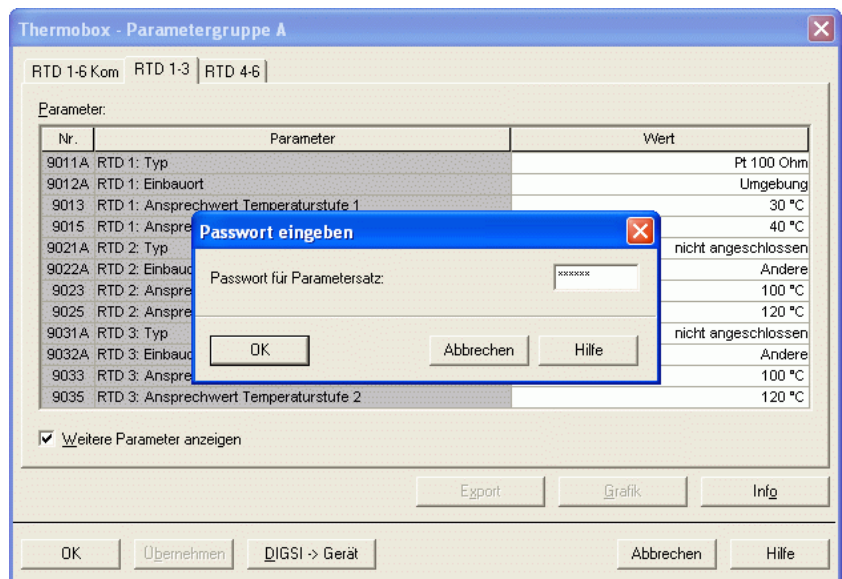 Thermobox - Parametergruppe A
RTD 1-6 Kom RTD 1-3 RTD 4-6
Parameter:
Nr. Parameter Wert
9011A RTD 1: Typ Pt 100 Ohm
9012A RTD 1: Einbauort Umgebung
9013 RTD 1: Ansprechwert Temperaturstufe 1 30 °C
9015 RTD 1: Anspre 40 °C
9021A RTD 2: Typ nicht angeschlossen
9022A RTD 2: Einbauo Andere
9023 RTD 2: Anspre 100 °C
9025 RTD 2: Anspre 120 °C
9031A RTD 3: Typ nicht angeschlossen
9032A RTD 3: Einbauo Andere
9033 RTD 3: Anspre 100 °C
9035 RTD 3: Ansprechwert Temperaturstufe 2 120 °C
Passwort eingeben
Passwort für Parametersatz: xxxxxx
OK Abbrechen Hilfe
Weitere Parameter anzeigen
Export Grafik Info
OK Übernehmen DIGSI -> Gerät Abbrechen Hilfe